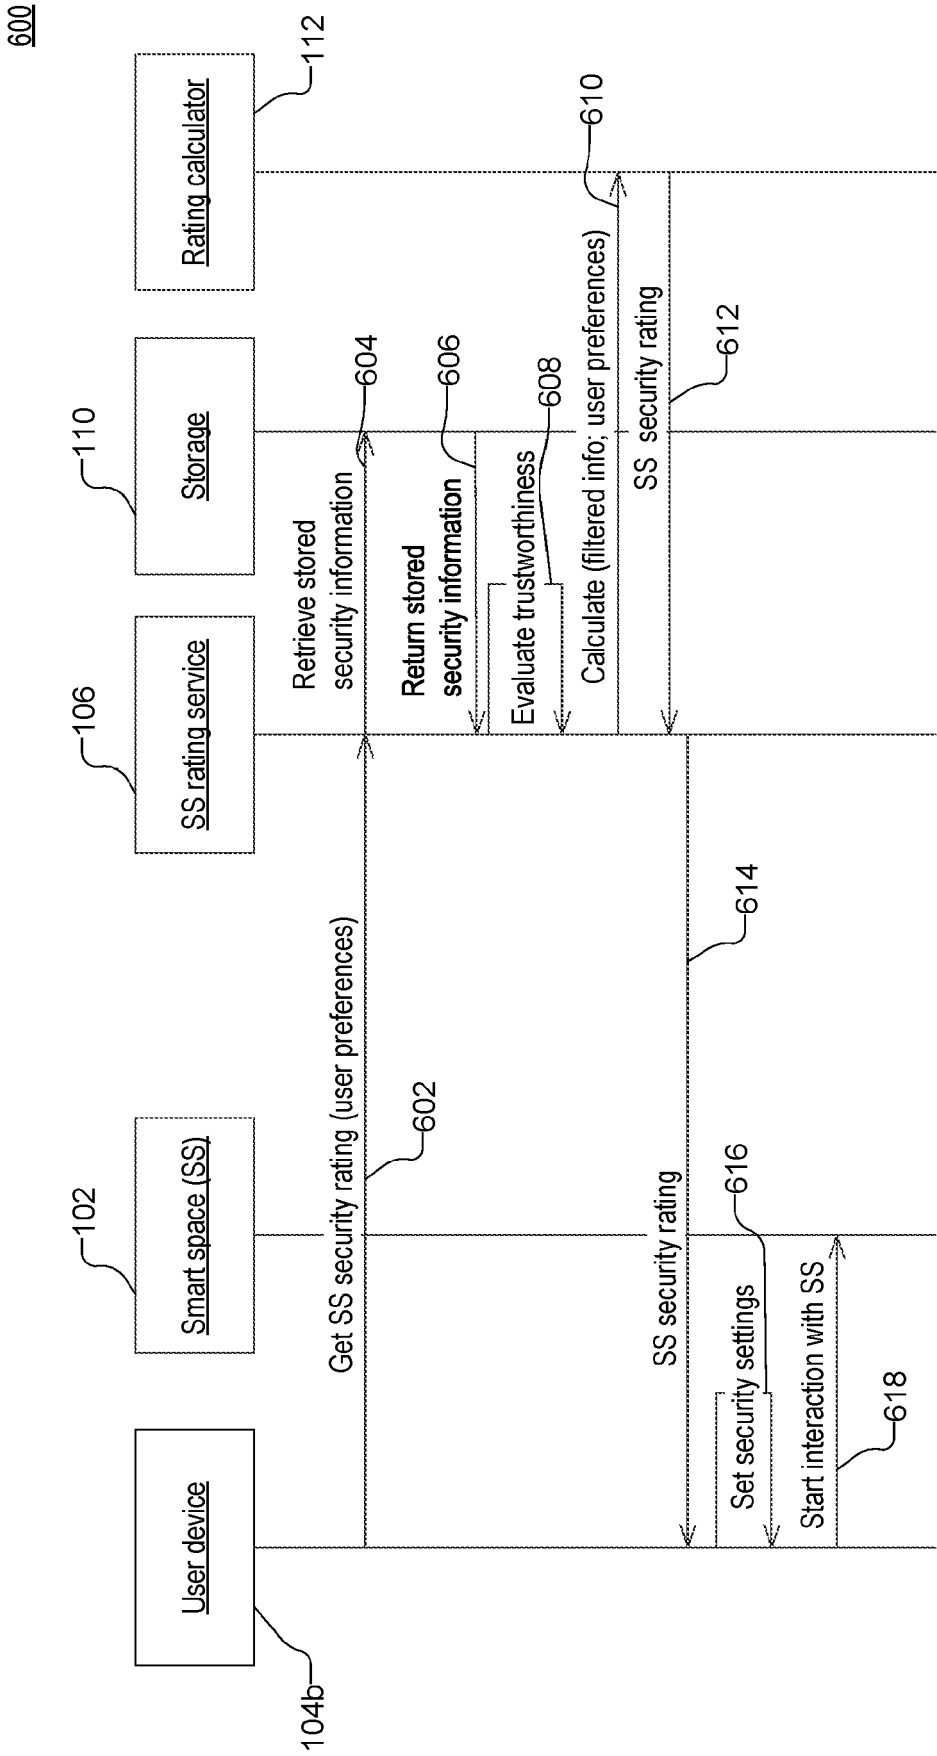 600
104b
User device
102
Smart space (SS)
106
SS rating service
110
Storage
Rating calculator
112
Get SS security rating (user preferences)
602
Retrieve stored
security information
604
Return stored
security information
606
Evaluate trustworthiness
608
Calculate (filtered info; user preferences)
610
SS security rating
612
SS security rating
614
Set security settings
616
Start interaction with SS
618